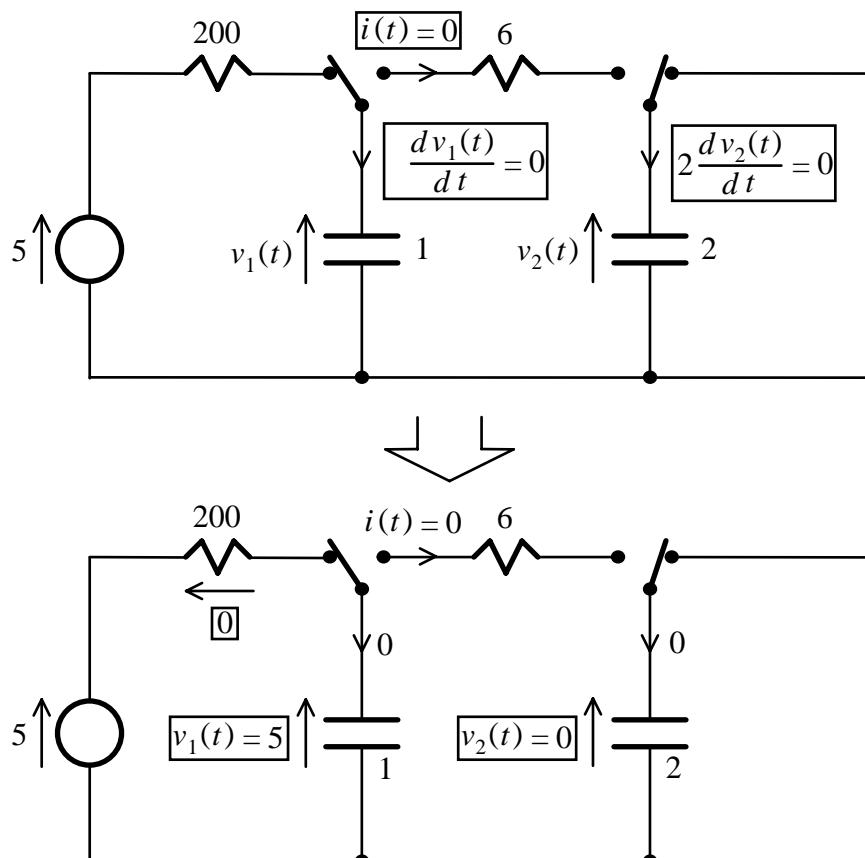 i(t) = 0
200
6
dv₁(t)/dt = 0
2 dv₂(t)/dt = 0
5
v₁(t)
1
v₂(t)
2
200
i(t) = 0
6
0
0
0
5
v₁(t) = 5
v₂(t) = 0
1
2